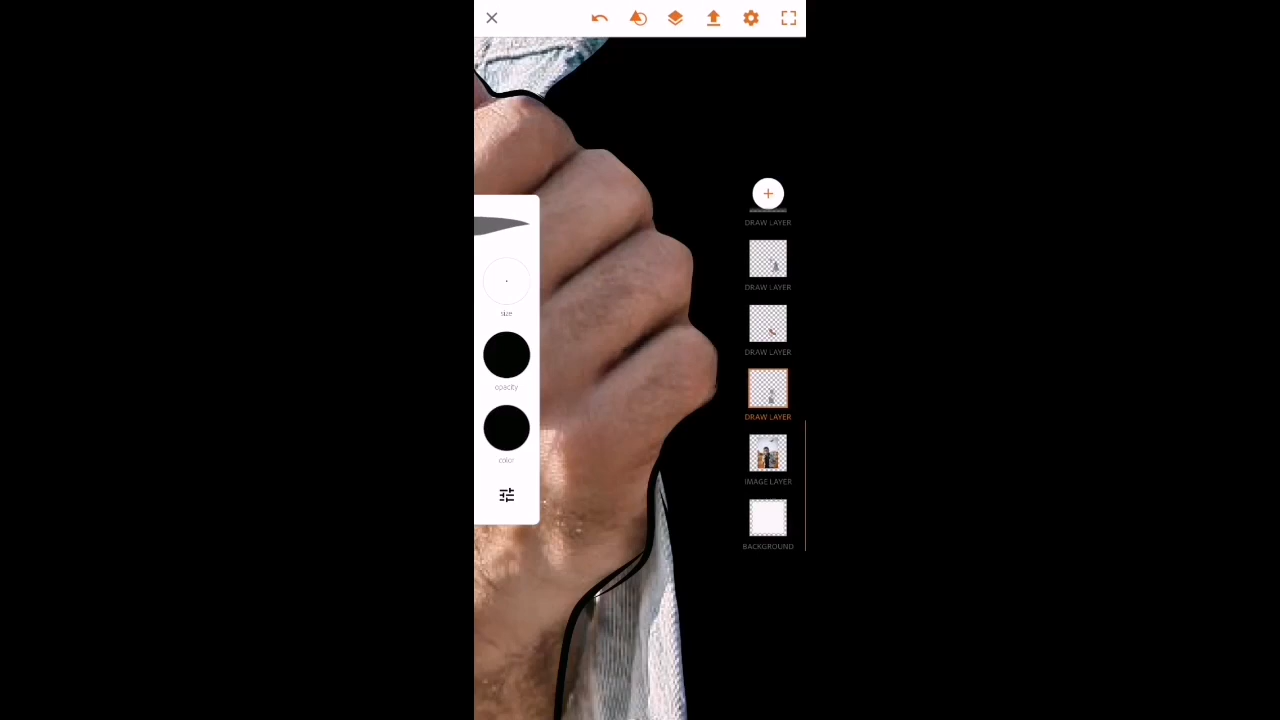 DRAW LAYER
DRAW LAYER
size
DRAW LAYER
opacity
DRAW LAYER
color
IMAGE LAYER
BACKGROUND